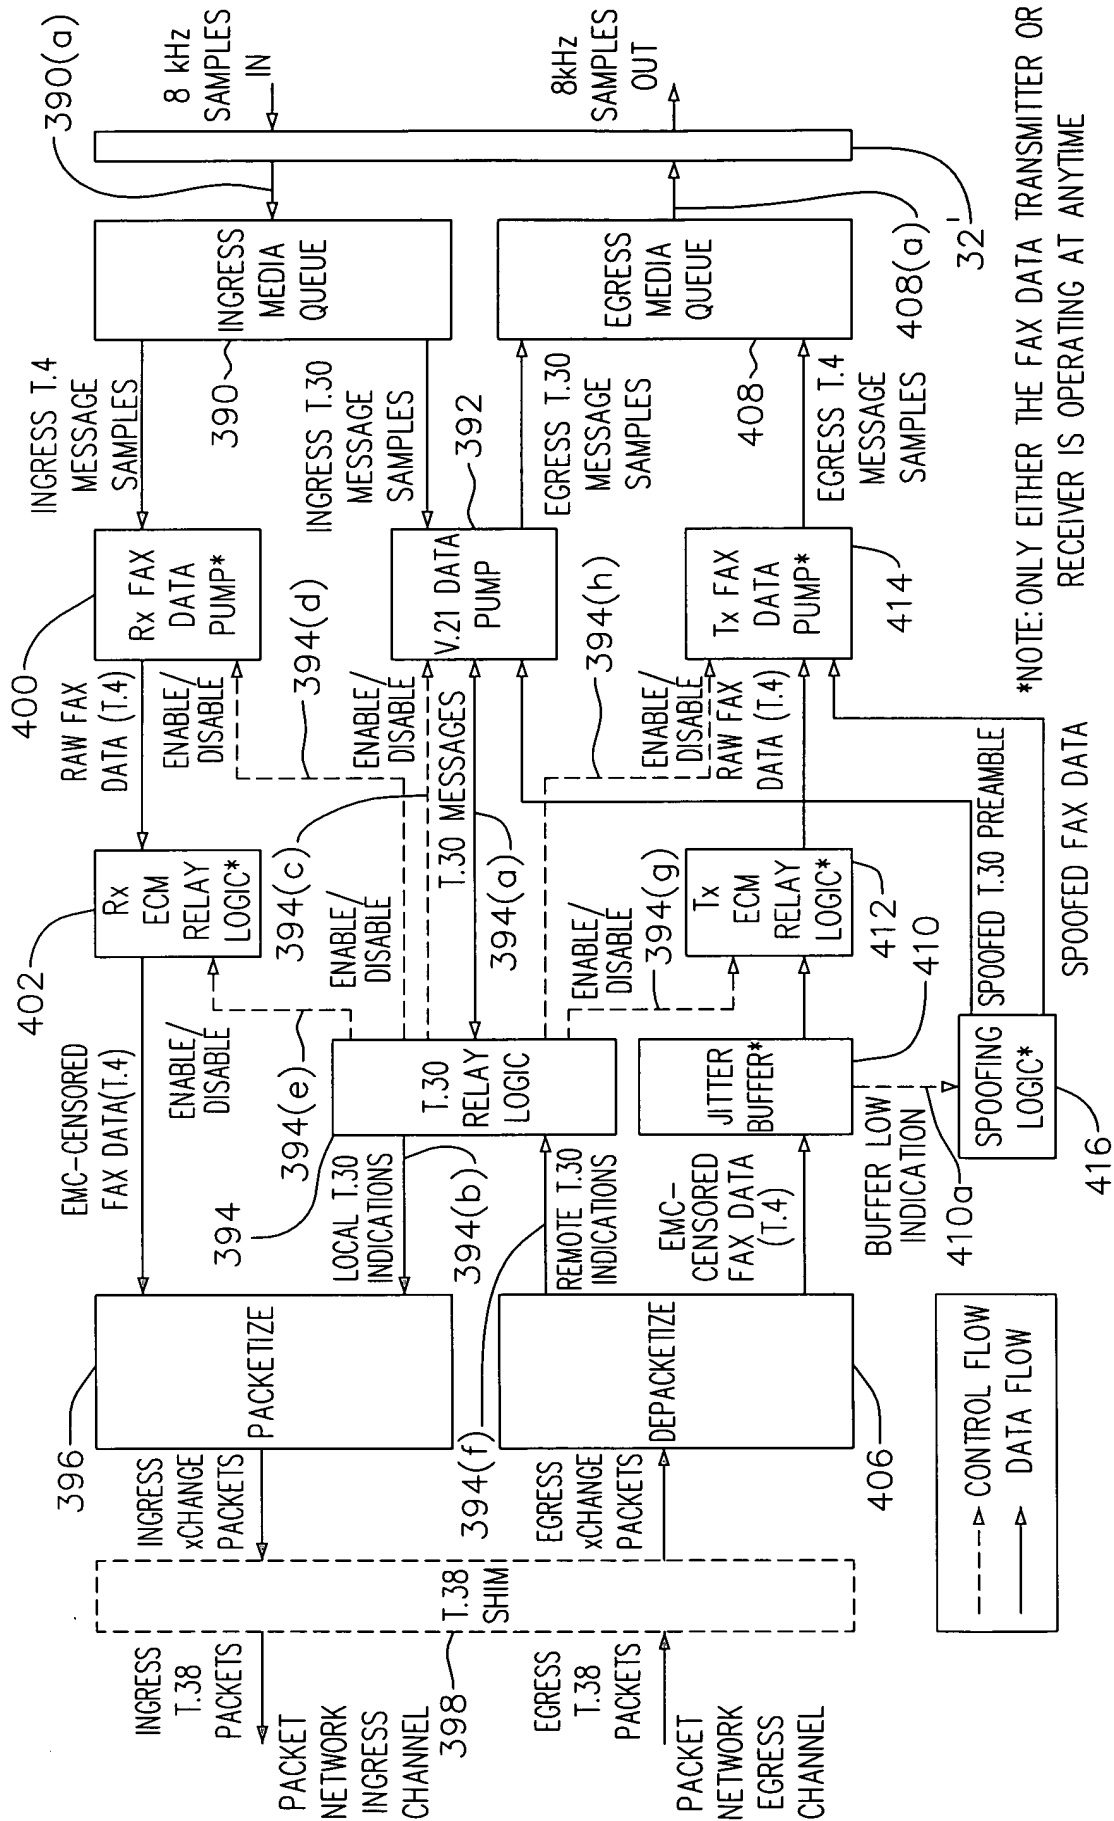 PACKET
NETWORK
INGRESS
CHANNEL
INGRESS
T.38
PACKETS
398
T.38
SHIM
EGRESS
T.38
PACKETS
PACKET
NETWORK
EGRESS
CHANNEL
INGRESS
xCHANGE
PACKETS
EGRESS
xCHANGE
PACKETS
396
PACKETIZE
394(f)
DEPACKETIZE
406
EMC-CENSORED
FAX DATA(T.4)
394
LOCAL T.30
INDICATIONS
394(b)
REMOTE T.30
INDICATIONS
EMC-
CENSORED
FAX DATA
(T.4)
T.30
RELAY
LOGIC
394(e)
ENABLE/
DISABLE
JITTER
BUFFER*
410
BUFFER LOW
INDICATION
410a
SPOOFING
LOGIC*
416
402
Rx
ECM
RELAY
LOGIC*
ENABLE/
DISABLE
394(c)
T.30 MESSAGES
394(a)
ENABLE/
DISABLE
394(g)
Tx
ECM
RELAY
LOGIC*
412
SPOOFED T.30 PREAMBLE
SPOOFED FAX DATA
RAW FAX
DATA (T.4)
400
Rx FAX
DATA
PUMP*
ENABLE/
DISABLE
394(d)
ENABLE/
DISABLE
V.21 DATA
PUMP
392
394(h)
ENABLE/
DISABLE
RAW FAX
DATA (T.4)
Tx FAX
DATA
PUMP*
414
INGRESS T.4
MESSAGE
SAMPLES
390
INGRESS T.30
MESSAGE
SAMPLES
EGRESS T.30
MESSAGE
SAMPLES
408
EGRESS T.4
MESSAGE
SAMPLES
INGRESS
MEDIA
QUEUE
EGRESS
MEDIA
QUEUE
390(a)
408(a)
32'
8 kHz
SAMPLES
IN
8kHz
SAMPLES
OUT
CONTROL FLOW
DATA FLOW
*NOTE: ONLY EITHER THE FAX DATA TRANSMITTER OR
RECEIVER IS OPERATING AT ANYTIME